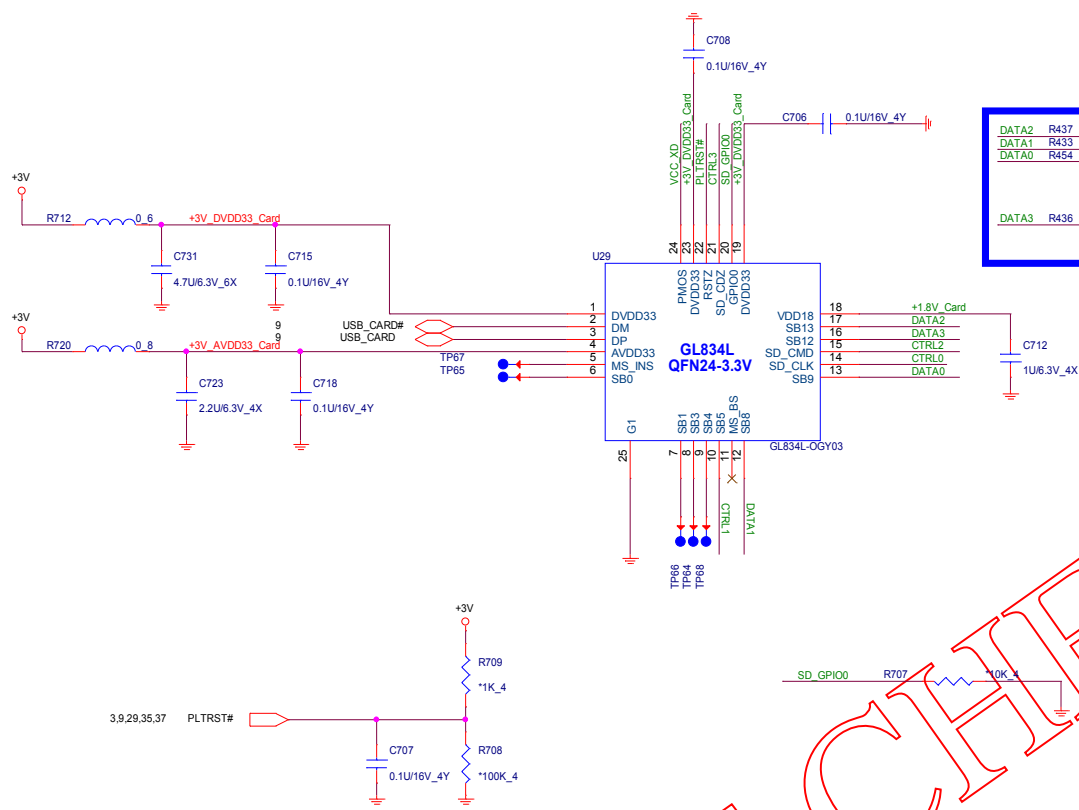 C708
0.1U/16V_4Y
C706
0.1U/16V_4Y
DATA2 R437
DATA1 R433
DATA0 R454
DATA3 R436
VCC_XD
+3V_DVDD33_Card
PLTRST#
CTRL3
SD_GPIO0
+3V_DVDD33_Card
+3V
R712
0_6
+3V_DVDD33_Card
C731
4.7U/6.3V_6X
C715
0.1U/16V_4Y
+3V
R720
0_8
+3V_AVDD33_Card
C723
2.2U/6.3V_4X
C718
0.1U/16V_4Y
9 USB_CARD#
9 USB_CARD
TP67
TP65
U29
24 PMOS
23 DVDD33
22 RSTZ
21 SD_CDZ
20 GPIO0
19 DVDD33
1 DVDD33
2 DM
3 DP
4 AVDD33
5 MS_INS
6 SB0
GL834L
QFN24-3.3V
VDD18 18 +1.8V_Card
SB13 17 DATA2
SB12 16 DATA3
SD_CMD 15 CTRL2
SD_CLK 14 CTRL0
SB9 13 DATA0
C712
1U/6.3V_4X
G1 25
SB1 7
SB3 8
SB4 9
SB5 10
MS_BS 11
SB8 12
GL834L-OGY03
CTRL1
DATA1
TP66
TP64
TP68
+3V
R709
*1K_4
3,9,29,35,37 PLTRST#
C707
0.1U/16V_4Y
R708
*100K_4
SD_GPIO0 R707 *10K_4
CHE